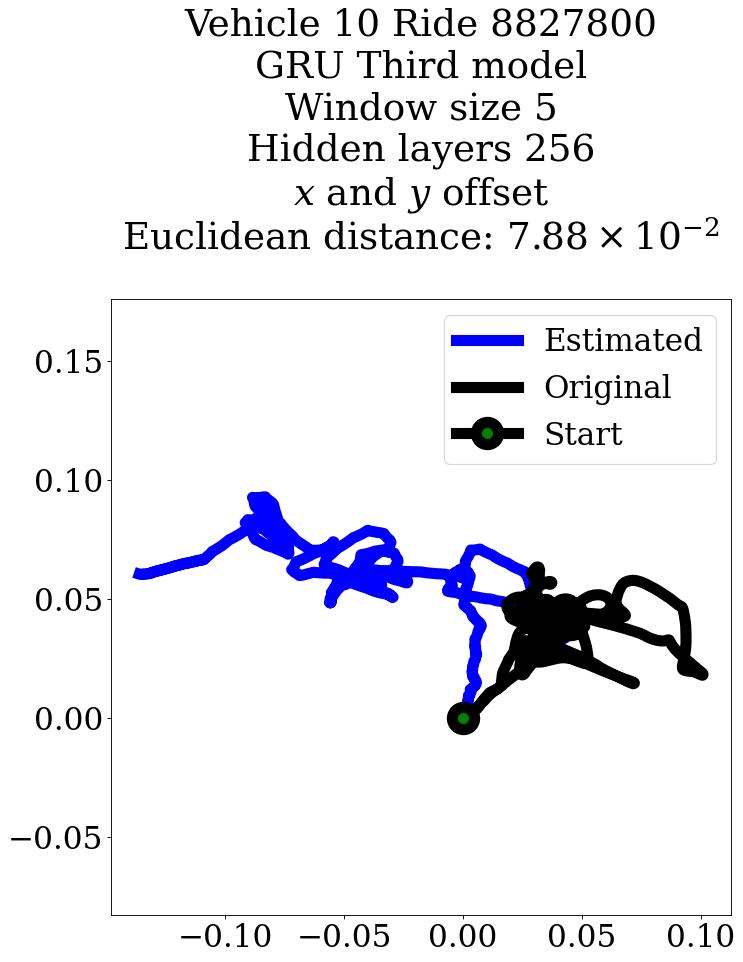 Vehicle 10 Ride 8827800
GRU Third model
Window size 5
Hidden layers 256
x and y offset
Euclidean distance: 7.88 × 10⁻²
Estimated
Original
Start
0.15
0.10
0.05
0.00
−0.05
−0.10 −0.05 0.00 0.05 0.10